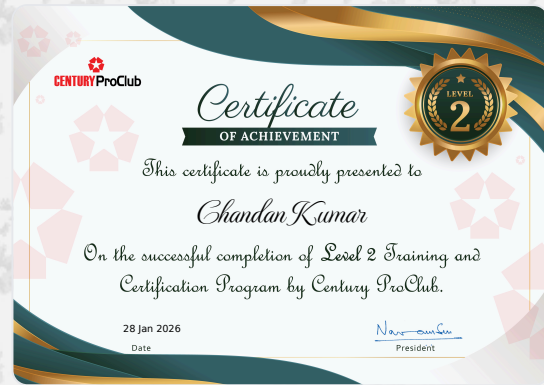 CENTURY ProClub
LEVEL
2
Certificate
OF ACHIEVEMENT
This certificate is proudly presented to
Chandan Kumar
On the successful completion of Level 2 Training and
Certification Program by Century ProClub.
28 Jan 2026
Date
President